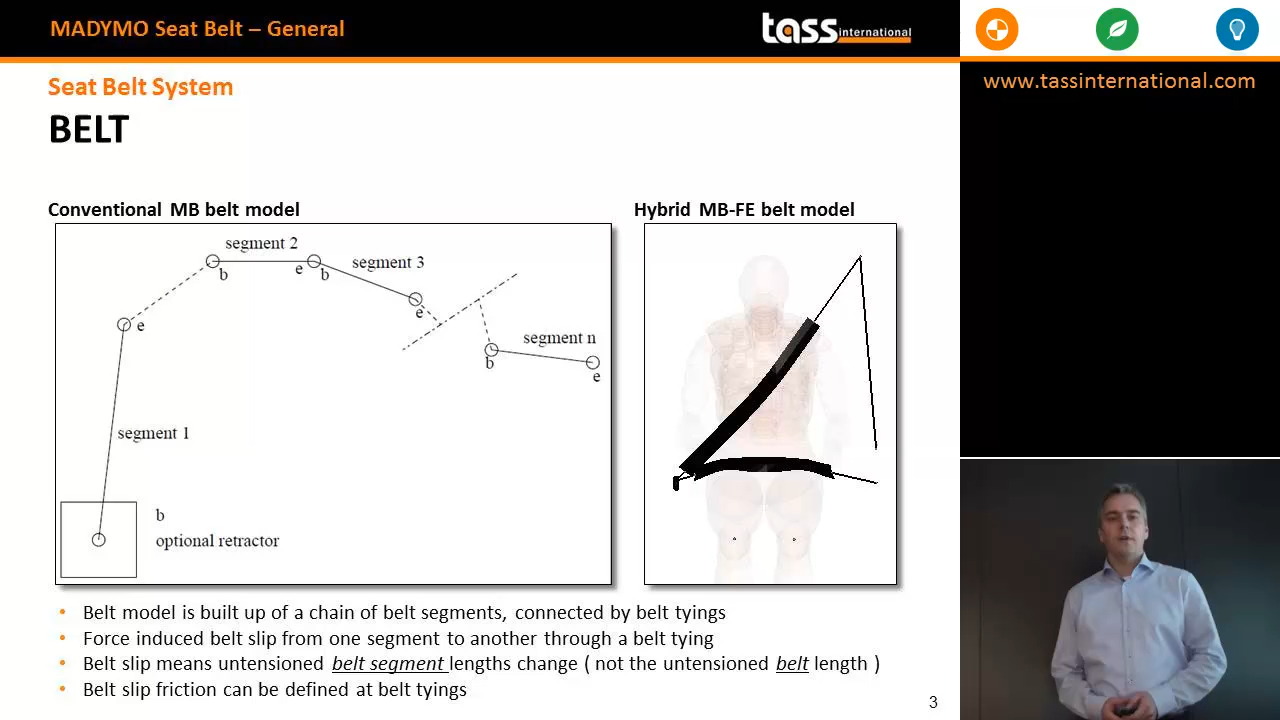 MADYMO Seat Belt – General
tass international
www.tassinternational.com
Seat Belt System
BELT
Conventional MB belt model
Hybrid MB-FE belt model
segment 2
b
e
b
segment 3
e
e
segment n
b
e
segment 1
b
optional retractor
• Belt model is built up of a chain of belt segments, connected by belt tyings
• Force induced belt slip from one segment to another through a belt tying
• Belt slip means untensioned belt segment lengths change ( not the untensioned belt length )
• Belt slip friction can be defined at belt tyings
3